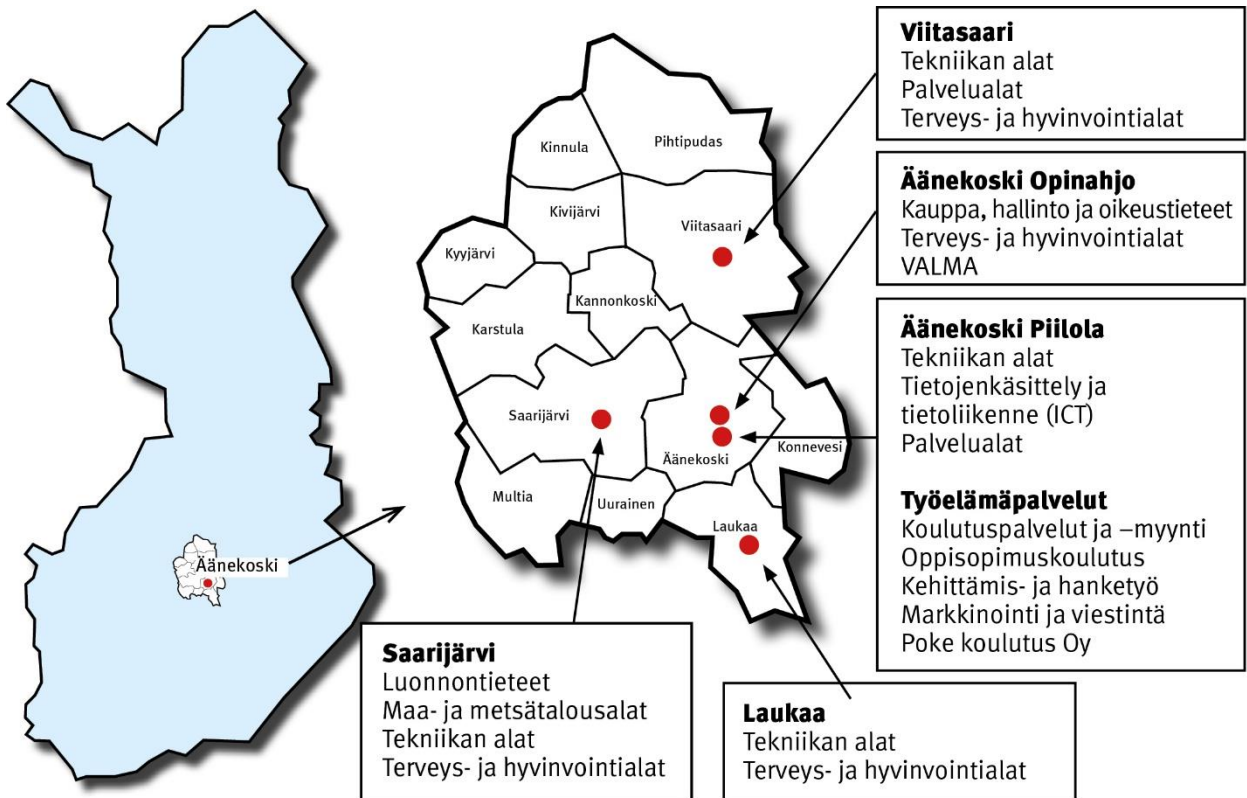 Äänekoski
Kinnula
Pihtipudas
Kivijärvi
Viitasaari
Kyyjärvi
Kannonkoski
Karstula
Saarijärvi
Äänekoski
Konnevesi
Multia
Uurainen
Laukaa
Viitasaari
Tekniikan alat
Palvelualat
Terveys- ja hyvinvointialat
Äänekoski Opinahjo
Kauppa, hallinto ja oikeustieteet
Terveys- ja hyvinvointialat
VALMA
Äänekoski Piilola
Tekniikan alat
Tietojenkäsittely ja
tietoliikenne (ICT)
Palvelualat
Työelämäpalvelut
Koulutuspalvelut ja –myynti
Oppisopimuskoulutus
Kehittämis- ja hanketyö
Markkinointi ja viestintä
Poke koulutus Oy
Saarijärvi
Luonnontieteet
Maa- ja metsätalousalat
Tekniikan alat
Terveys- ja hyvinvointialat
Laukaa
Tekniikan alat
Terveys- ja hyvinvointialat